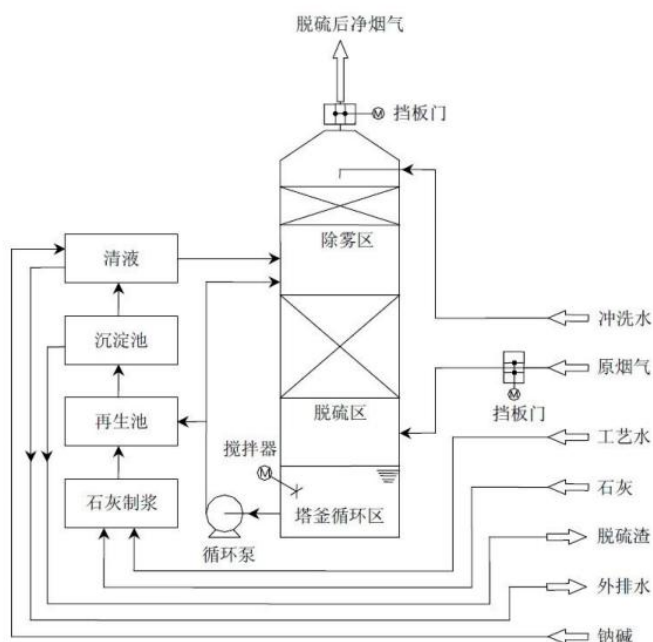 脱硫后净烟气
M
挡板门
除雾区
清液
沉淀池
冲洗水
原烟气
M
挡板门
再生池
脱硫区
工艺水
搅拌器
M
石灰制浆
塔釜循环区
石灰
循环泵
脱硫渣
外排水
钠碱